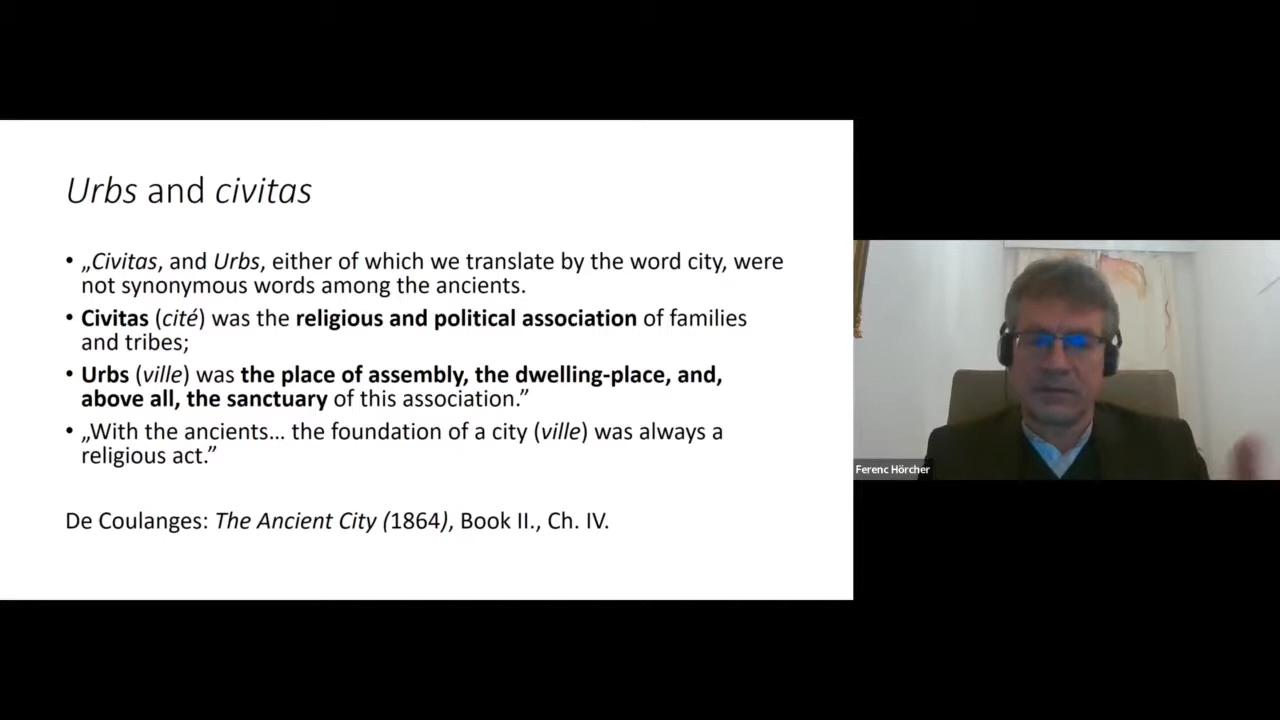 Urbs and civitas
• „Civitas, and Urbs, either of which we translate by the word city, were
not synonymous words among the ancients.
• Civitas (cité) was the religious and political association of families
and tribes;
• Urbs (ville) was the place of assembly, the dwelling-place, and,
above all, the sanctuary of this association.”
• „With the ancients... the foundation of a city (ville) was always a
religious act.”
De Coulanges: The Ancient City (1864), Book II., Ch. IV.
Ferenc Hörcher